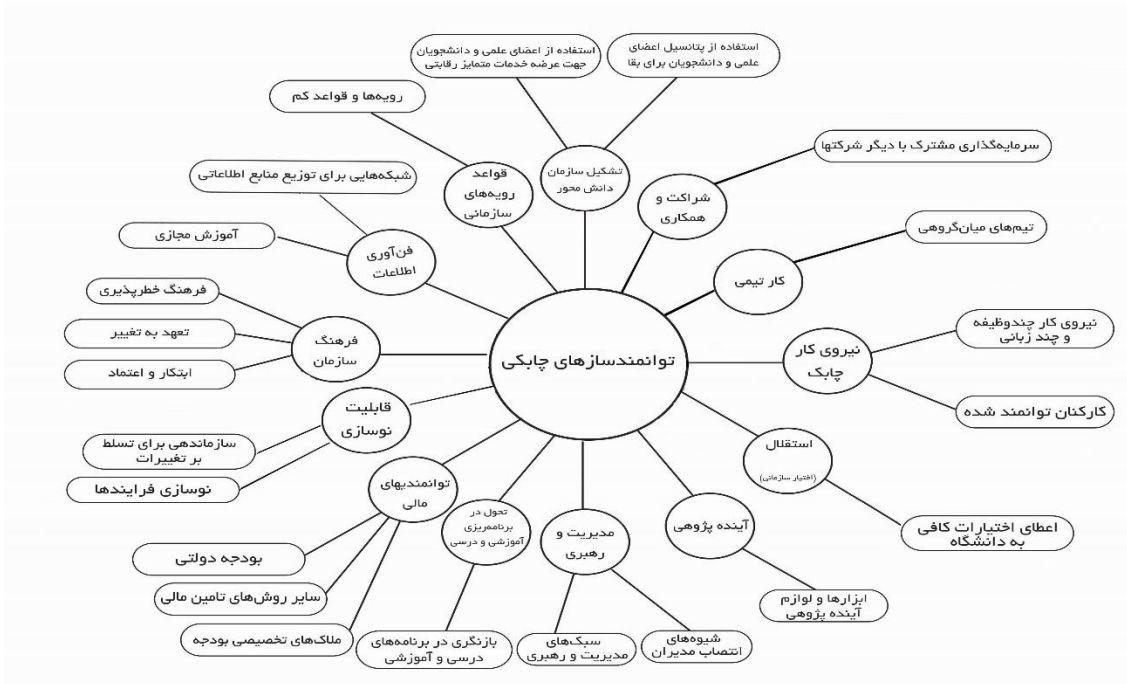 استفاده از اعضای علمی و دانشجویان
جهت عرضه خدمات متمایز رقابتی
استفاده از پتانسیل اعضای
علمی و دانشجویان برای بقا
رویه‌ها و قواعد کم
سرمایه‌گذاری مشترک با دیگر شرکتها
شبکه‌هایی برای توزیع منابع اطلاعاتی
قواعد
رویه‌های
سازمانی
تشکیل سازمان
دانش محور
شراکت و
همکاری
تیم‌های میان‌گروهی
آموزش مجازی
فن‌آوری
اطلاعات
کار تیمی
فرهنگ خطرپذیری
تعهد به تغییر
ابتکار و اعتماد
فرهنگ
سازمان
توانمندسازهای چابکی
نیروی کار
چابک
نیروی کار چندوظیفه
و چند زبانی
کارکنان توانمند شده
قابلیت
نوسازی
سازماندهی برای تسلط
بر تغییرات
نوسازی فرایندها
استقلال
(اختیار سازمانی)
اعطای اختیارات کافی
به دانشگاه
توانمندیهای
مالی
تحول در
برنامه‌ریزی
آموزشی و درسی
مدیریت و
رهبری
آینده پژوهی
بودجه دولتی
سایر روش‌های تامین مالی
ملاک‌های تخصیصی بودجه
بازنگری در برنامه‌های
درسی و آموزشی
سبک‌های
مدیریت و رهبری
شیوه‌های
انتصاب مدیران
ابزارها و لوازم
آینده پژوهی